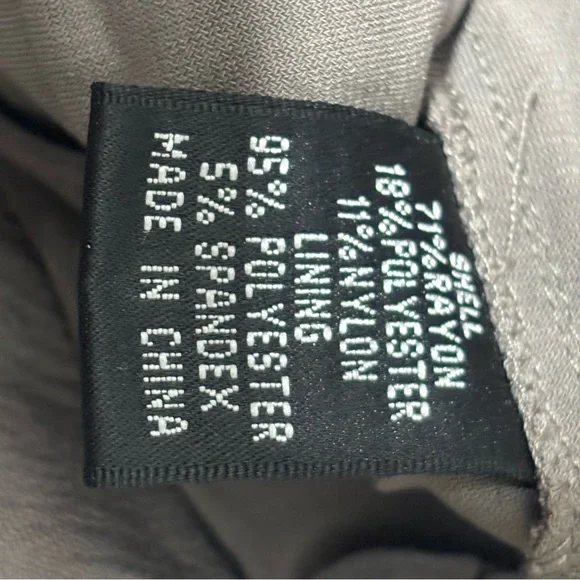 SHELL
71%RAYON
18%POLYESTER
11%NYLON
LINING
95% POLYESTER
5% SPANDEX
MADE IN CHINA